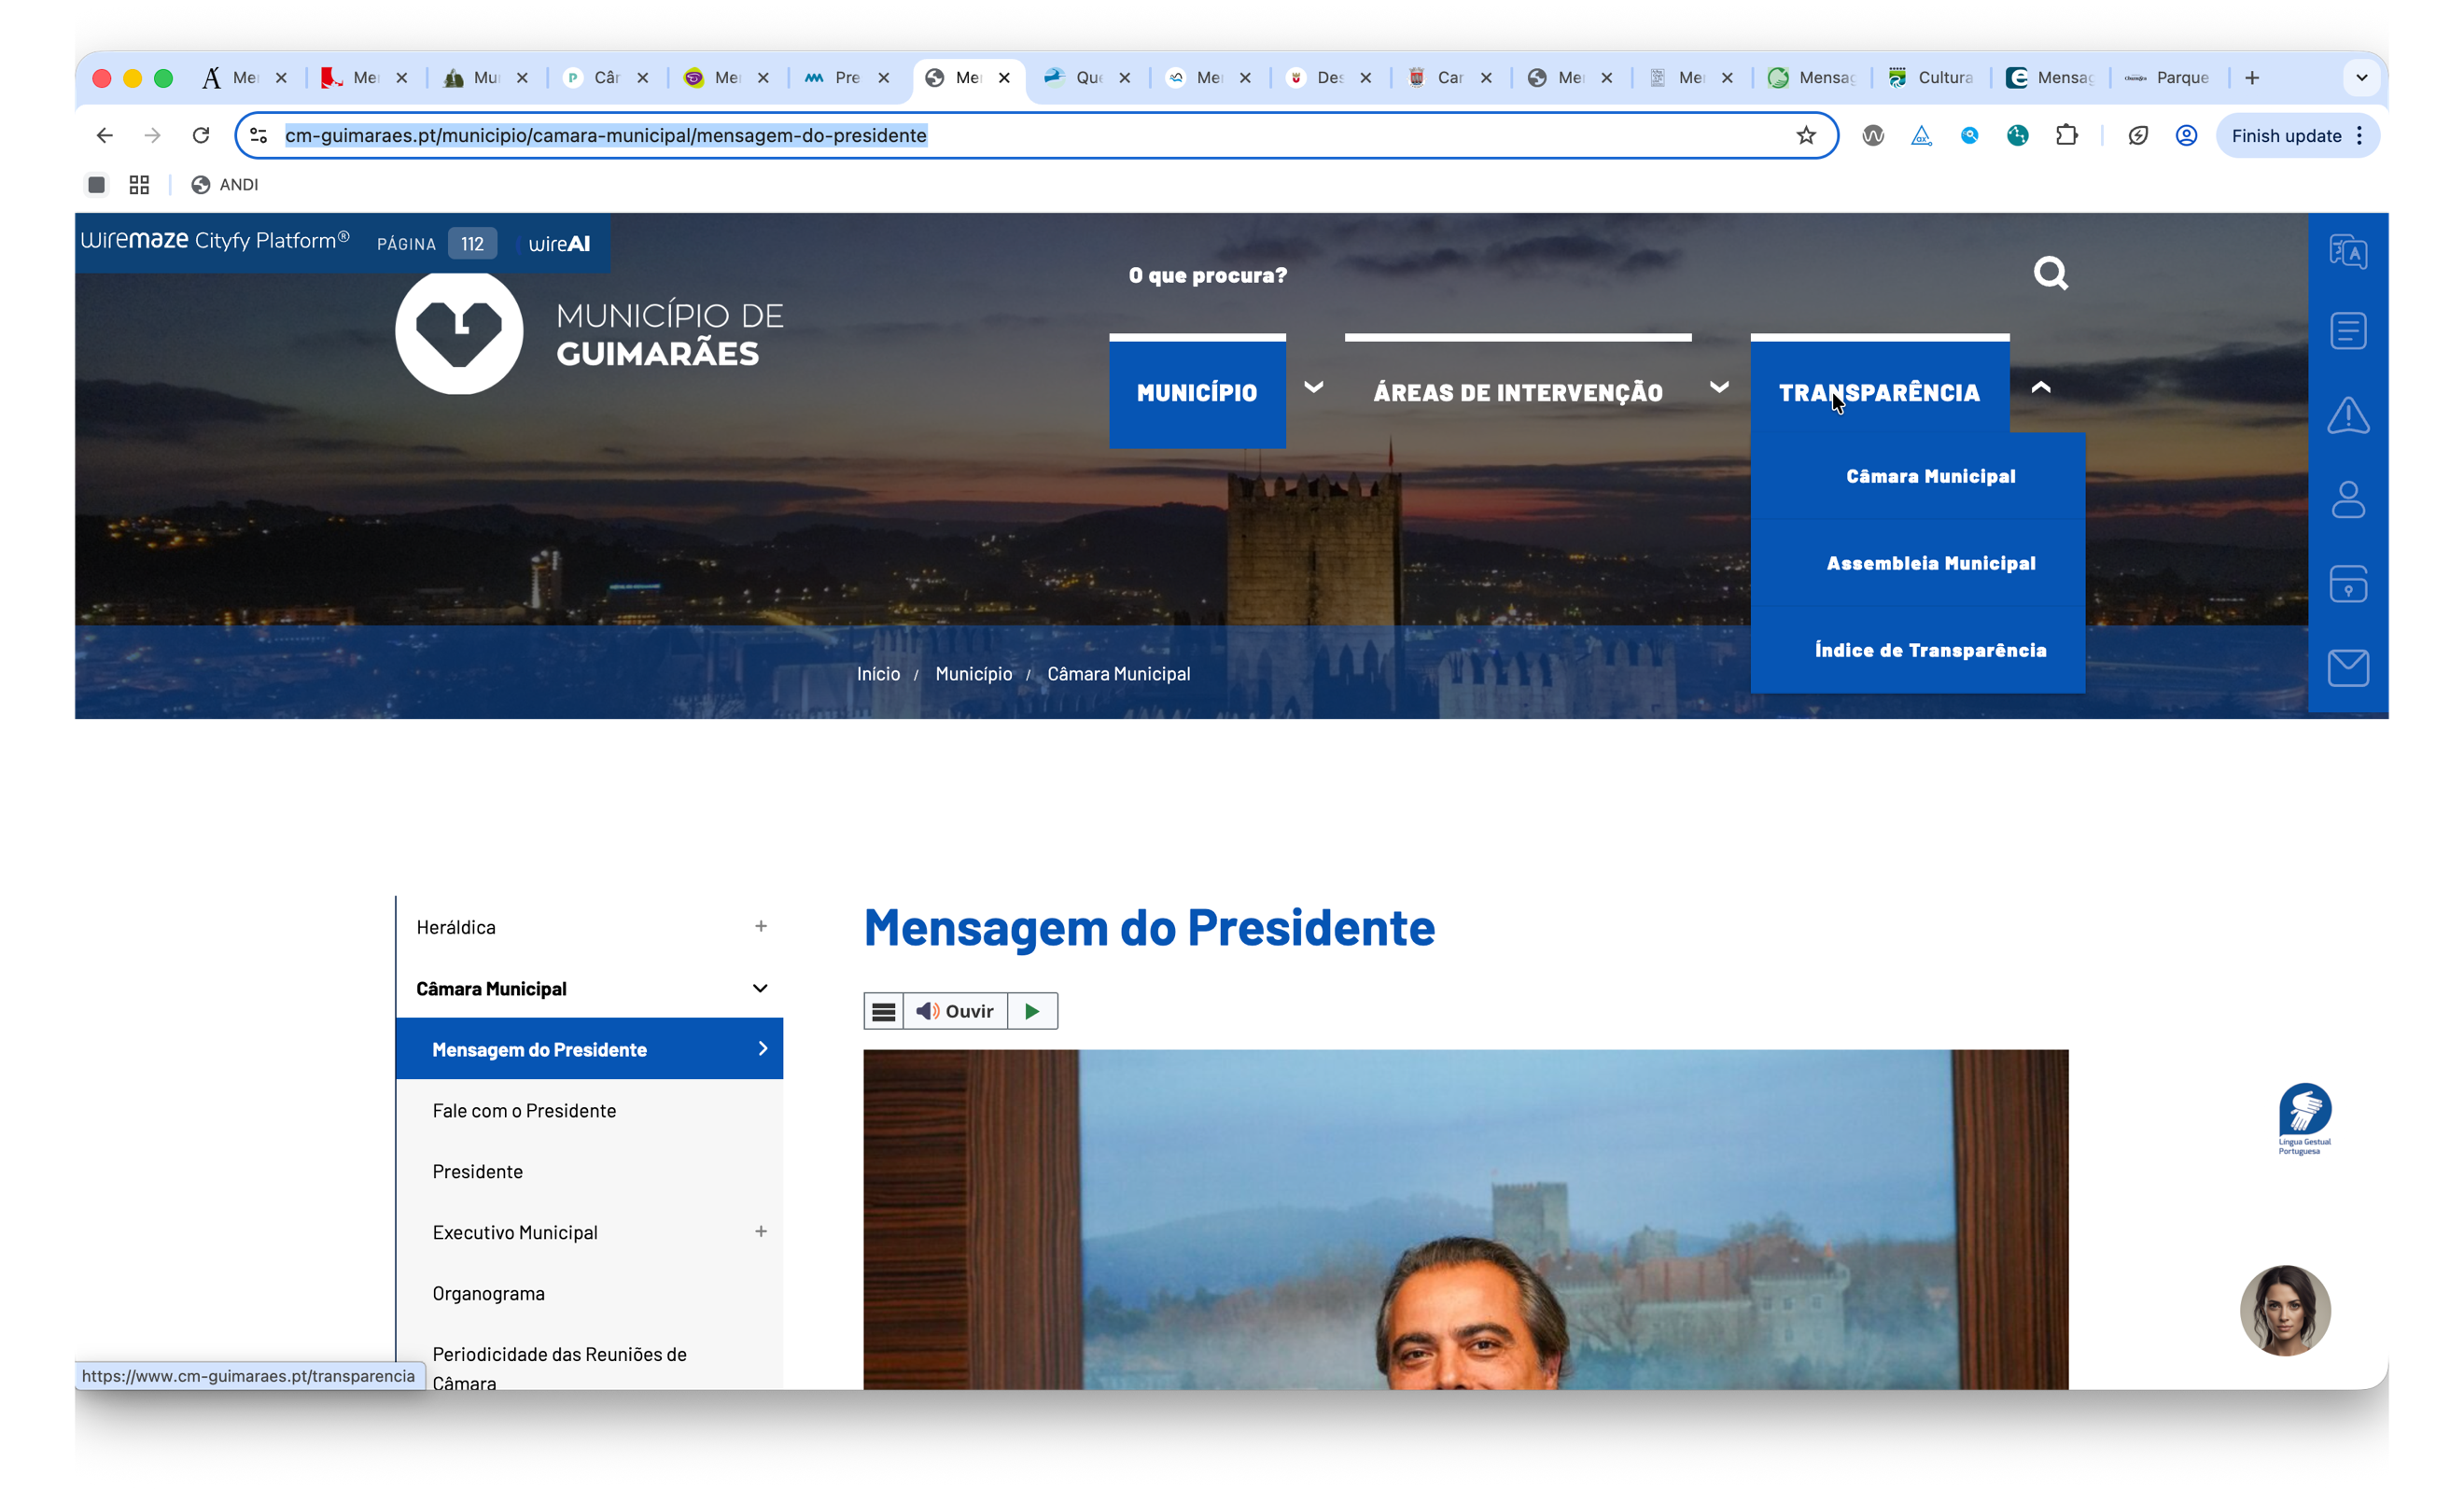 Me
Me
Mu
Câr
Me
Pre
Me
Que
Me
Des
Car
Me
Me
Mensag
Cultura
Mensag
Parque
cm-guimaraes.pt/municipio/camara-municipal/mensagem-do-presidente
Finish update
ANDI
wiremaze Cityfy Platform®
PÁGINA 112
wireAI
O que procura?
MUNICÍPIO DE
GUIMARÃES
MUNICÍPIO
ÁREAS DE INTERVENÇÃO
TRANSPARÊNCIA
Câmara Municipal
Assembleia Municipal
Índice de Transparência
Início / Município / Câmara Municipal
Heráldica
Câmara Municipal
Mensagem do Presidente
Fale com o Presidente
Presidente
Executivo Municipal
Organograma
Periodicidade das Reuniões de
Câmara
Mensagem do Presidente
Ouvir
Língua Gestual
Portuguesa
https://www.cm-guimaraes.pt/transparencia